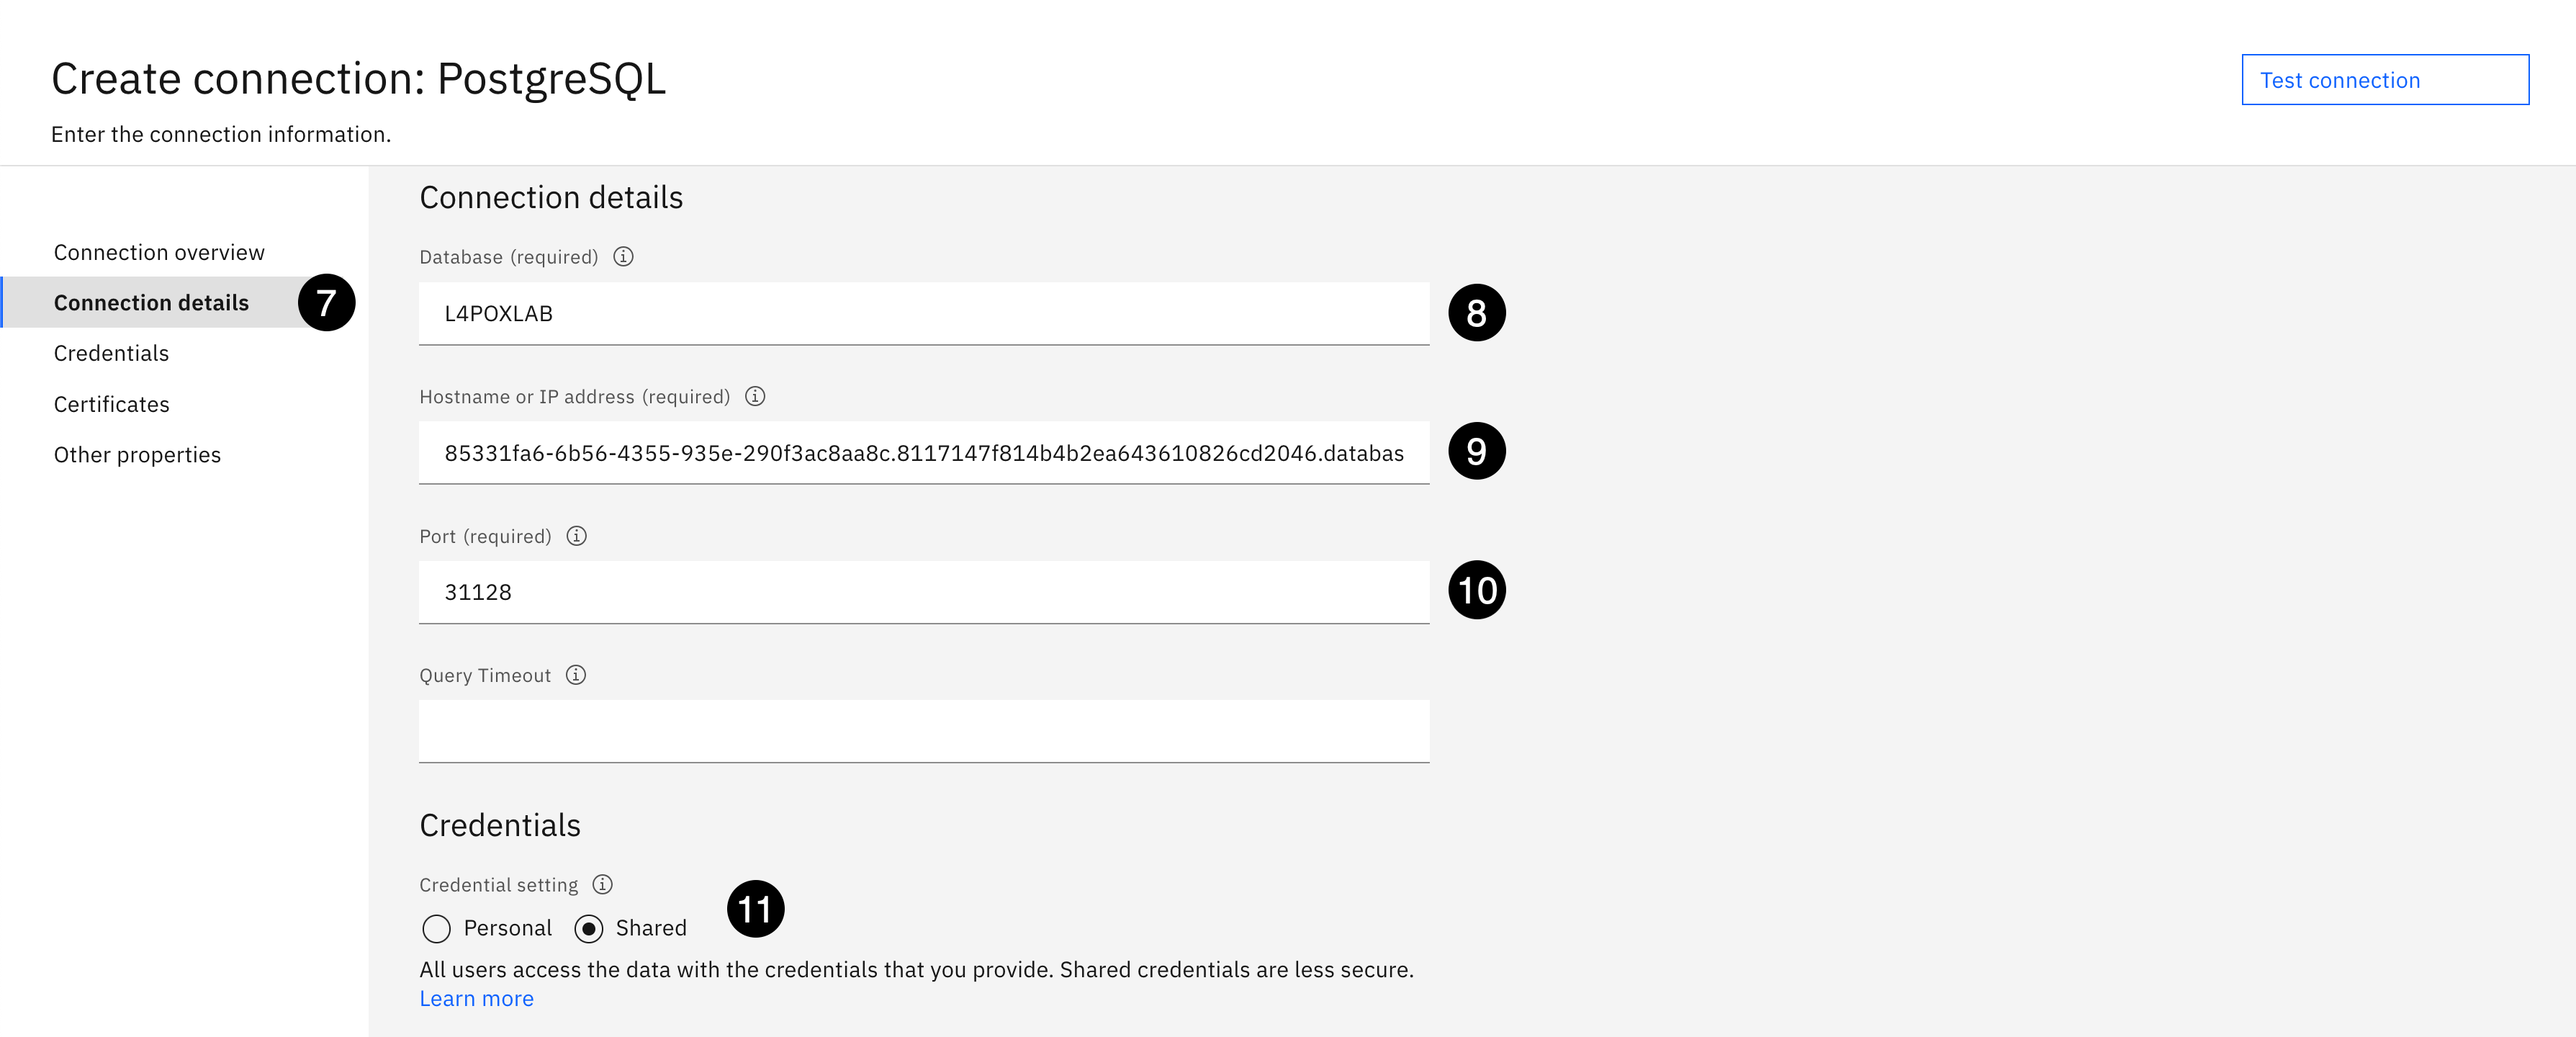 Create connection: PostgreSQL
Test connection
Enter the connection information.
Connection overview
Connection details
7
Credentials
Certificates
Other properties
Connection details
Database (required)
L4POXLAB
8
Hostname or IP address (required)
85331fa6-6b56-4355-935e-290f3ac8aa8c.8117147f814b4b2ea643610826cd2046.databas
9
Port (required)
31128
10
Query Timeout
Credentials
Credential setting
11
Personal Shared
All users access the data with the credentials that you provide. Shared credentials are less secure.
Learn more